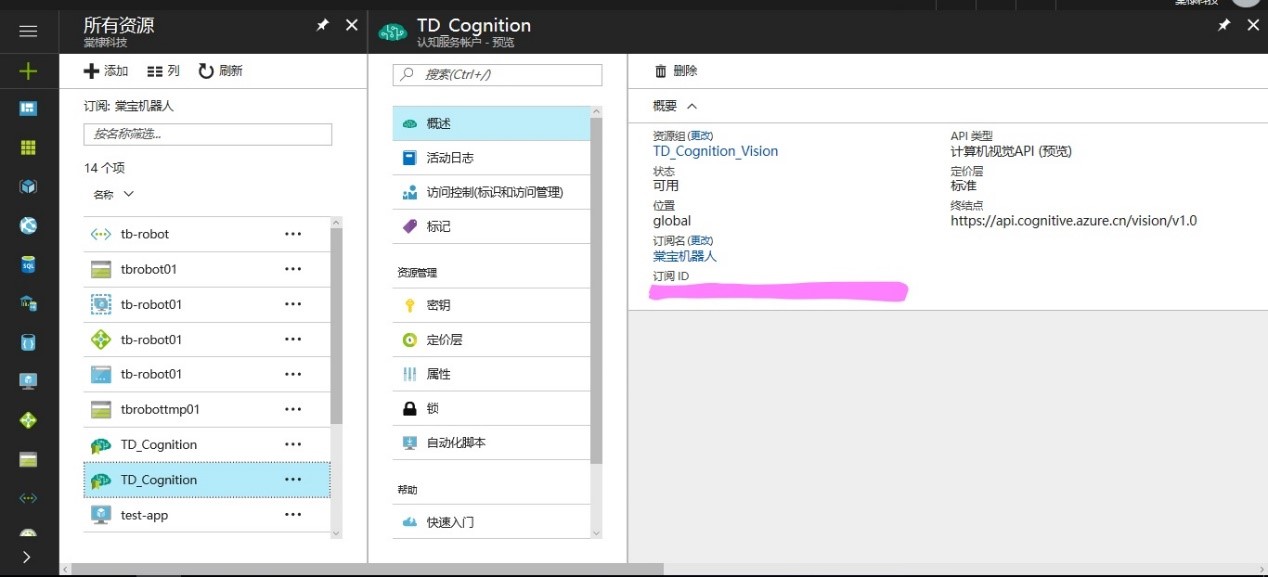 所有资源
棠棣科技
添加
列
刷新
订阅: 棠宝机器人
按名称筛选...
14 个项
名称
tb-robot
tbrobot01
tb-robot01
tb-robot01
tb-robot01
tbrobottmp01
TD_Cognition
TD_Cognition
test-app
TD_Cognition
认知服务帐户 - 预览
搜索(Ctrl+/)
概述
活动日志
访问控制(标识和访问管理)
标记
资源管理
密钥
定价层
属性
锁
自动化脚本
帮助
快速入门
删除
概要
资源组 (更改)
TD_Cognition_Vision
状态
可用
位置
global
订阅名 (更改)
棠宝机器人
订阅 ID
API 类型
计算机视觉API (预览)
定价层
标准
终结点
https://api.cognitive.azure.cn/vision/v1.0